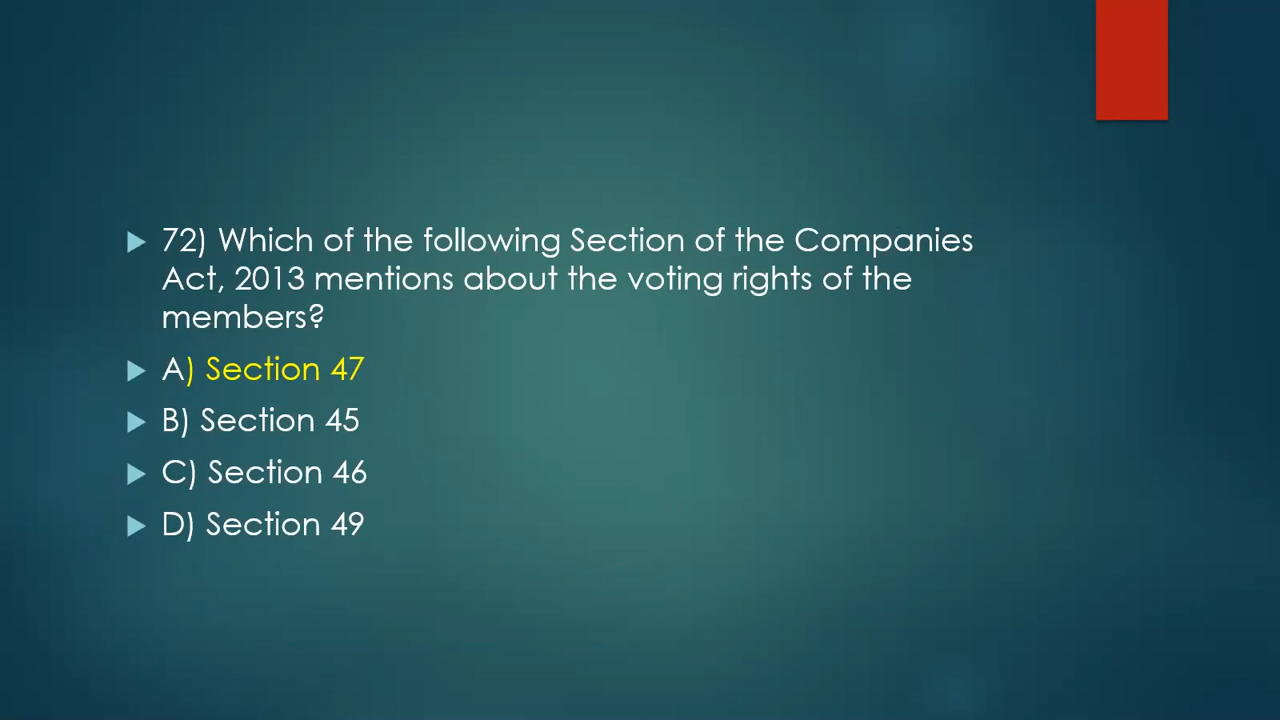 72) Which of the following Section of the Companies
Act, 2013 mentions about the voting rights of the
members?
A) Section 47
B) Section 45
C) Section 46
D) Section 49